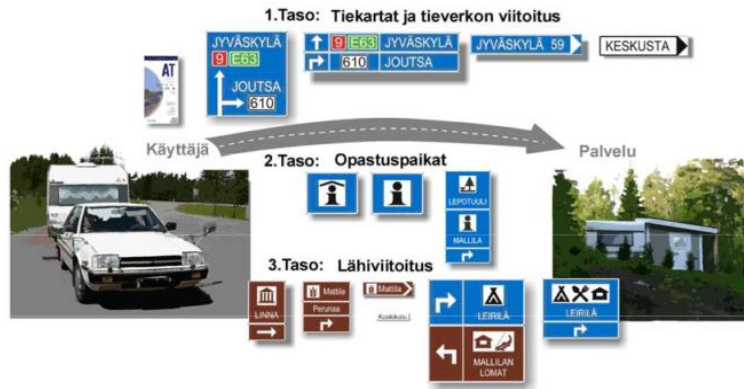 1.Taso: Tiekartat ja tieverkon viitoitus
AT
JYVÄSKYLÄ
9 E63
JOUTSA
610
9 E63 JYVÄSKYLÄ
610 JOUTSA
JYVÄSKYLÄ 59
KESKUSTA
Käyttäjä
Palvelu
2.Taso: Opastuspaikat
i
i
LEPOTUULI
i
MALLILA
3.Taso: Lähiviitoitus
LINNA
Mattila
Perunaa
Mattila
LEIRILÄ
MALLILAN
LOMAT
LEIRILÄ